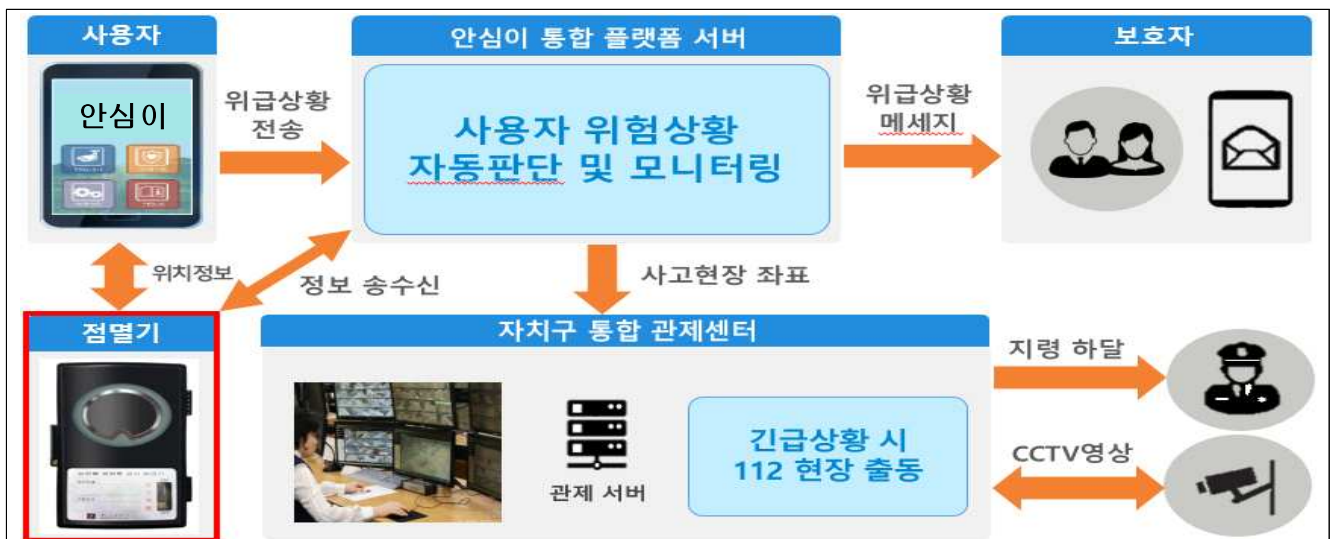 사용자
안심이 통합 플랫폼 서버
보호자
안심이
위급상황
전송
사용자 위험상황
자동판단 및 모니터링
위급상황
메세지
위치정보
정보 송수신
사고현장 좌표
점멸기
자치구 통합 관제센터
관제 서버
긴급상황 시
112 현장 출동
지령 하달
CCTV영상